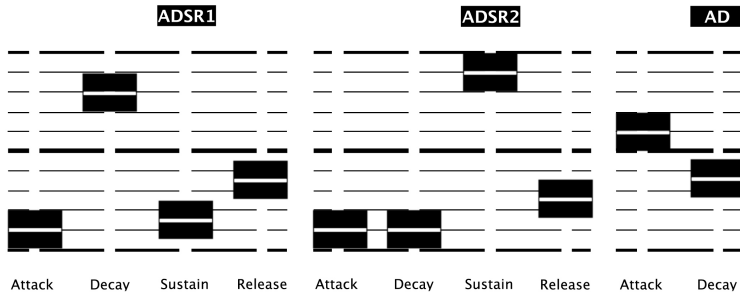 ADSR1 ADSR2 AD
Attack Decay Sustain Release Attack Decay Sustain Release Attack Decay